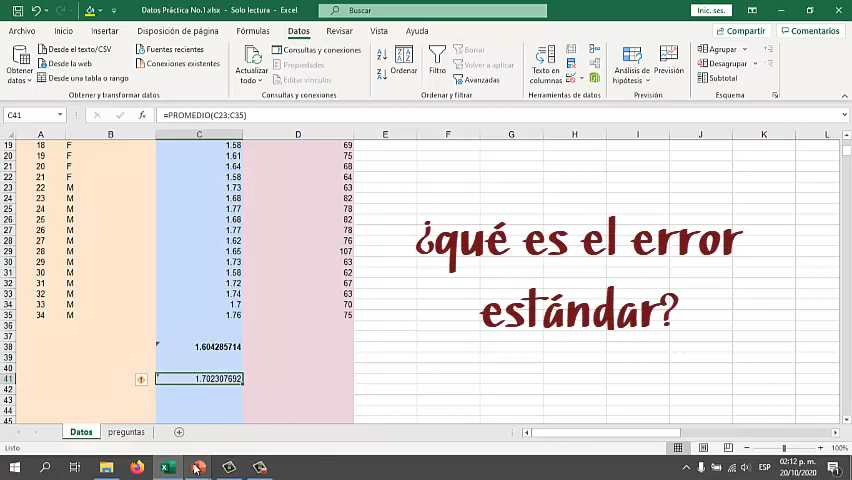 Datos Práctica No.1.xlsx - Solo lectura - Excel
Buscar
Inic. ses.
Archivo Inicio Insertar Disposición de página Fórmulas Datos Revisar Vista Ayuda Compartir Comentarios
Obtener datos
Desde el texto/CSV
Desde la web
Desde una tabla o rango
Fuentes recientes
Conexiones existentes
Obtener y transformar datos
Actualizar todo
Consultas y conexiones
Propiedades
Editar vínculos
Consultas y conexiones
Ordenar
Filtro
Borrar
Volver a aplicar
Avanzadas
Ordenar y filtrar
Texto en columnas
Herramientas de datos
Análisis de hipótesis
Previsión
Previsión
Agrupar
Desagrupar
Subtotal
Esquema
C41 fx =PROMEDIO(C23:C35)
A B C D E F G H I J K L
19 18 F 1.58 69
20 19 F 1.61 75
21 20 F 1.64 68
22 21 F 1.58 64
23 22 M 1.73 63
24 23 M 1.68 82
25 24 M 1.77 78
26 25 M 1.68 82
27 26 M 1.77 78
28 27 M 1.62 76
29 28 M 1.65 107
30 29 M 1.73 63
31 30 M 1.58 62
32 31 M 1.72 67
33 32 M 1.74 63
34 33 M 1.7 70
35 34 M 1.76 75
36
37
38 1.604285714
39
40
41 1.702307692
42
43
44
45
¿qué es el error
estándar?
Datos preguntas
Listo
100%
ESP
02:12 p. m.
20/10/2020
1